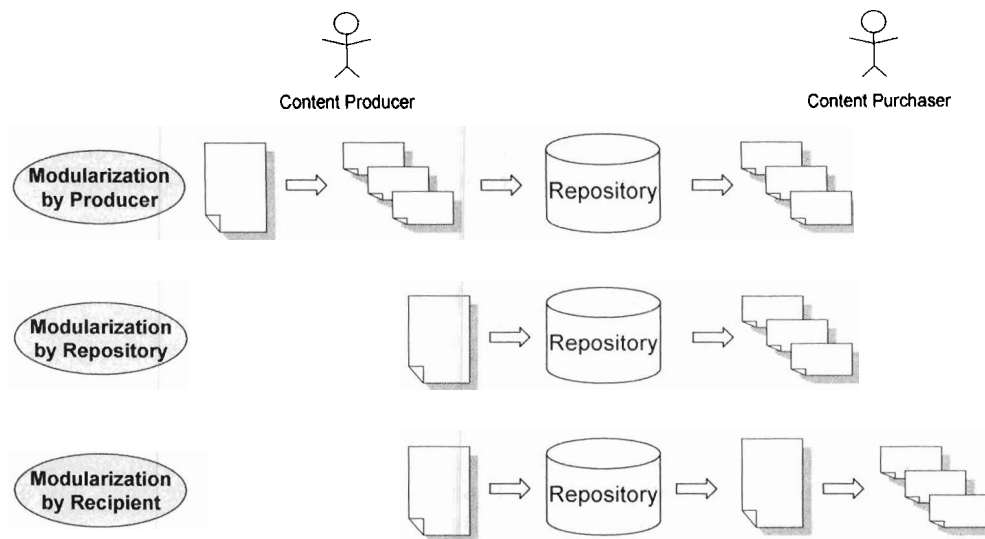 Content Producer
Content Purchaser
Modularization
by Producer
Repository
Modularization
by Repository
Repository
Modularization
by Recipient
Repository